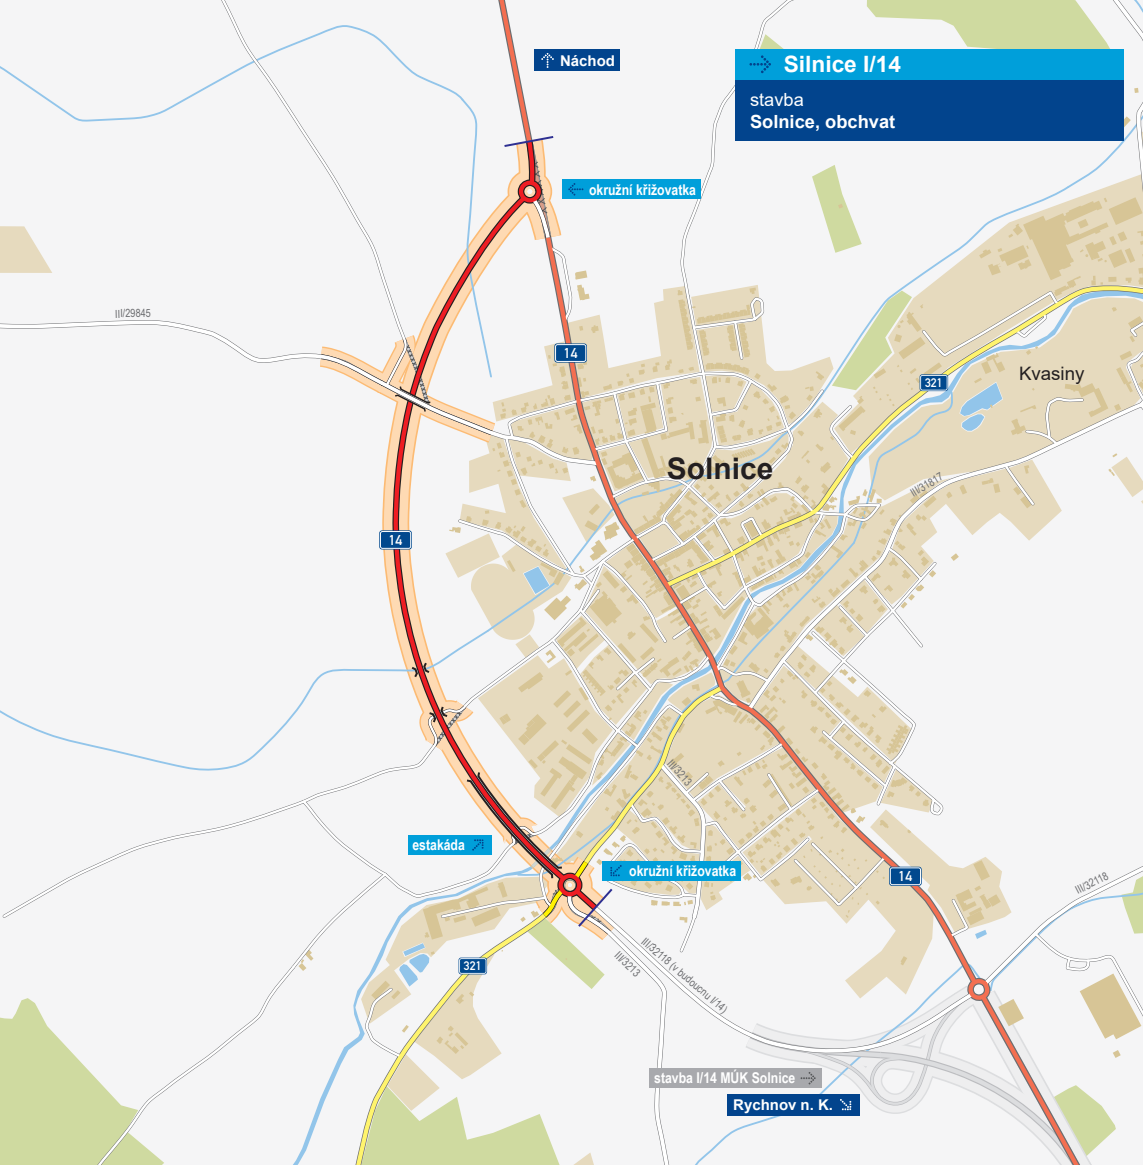 Náchod
Silnice I/14
stavba
Solnice, obchvat
okružní křižovatka
III/29845
14
321
Kvasiny
Solnice
III/31817
14
III/3213
estakáda
okružní křižovatka
14
III/32118
321
III/32118 (v budoucnu I/14)
III/3213
stavba I/14 MÚK Solnice
Rychnov n. K.